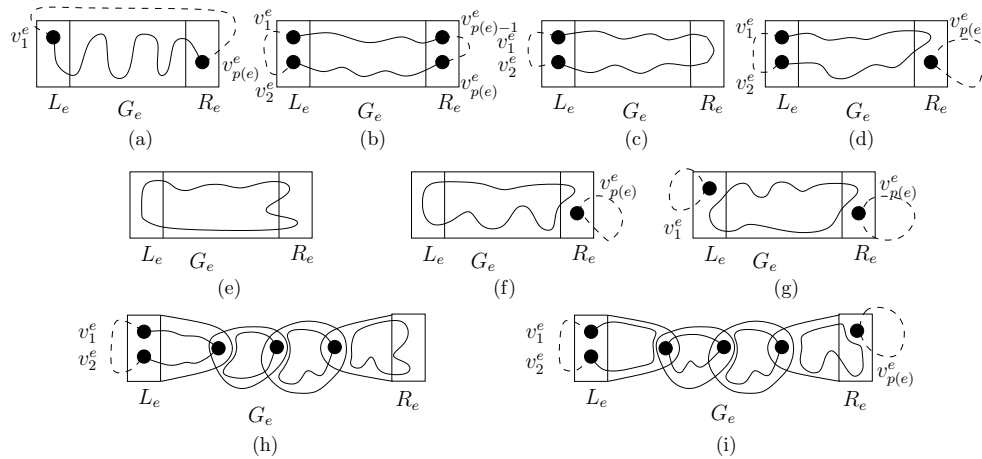 v_1^e v_{p(e)}^e L_e G_e R_e (a)
v_1^e v_2^e v_{p(e)-1}^e v_{p(e)}^e L_e G_e R_e (b)
v_1^e v_2^e L_e G_e R_e (c)
v_1^e v_2^e v_{p(e)}^e L_e G_e R_e (d)
L_e G_e R_e (e)
v_{p(e)}^e L_e G_e R_e (f)
v_1^e v_{p(e)}^e L_e G_e R_e (g)
v_1^e v_2^e L_e G_e R_e (h)
v_1^e v_2^e v_{p(e)}^e L_e G_e R_e (i)